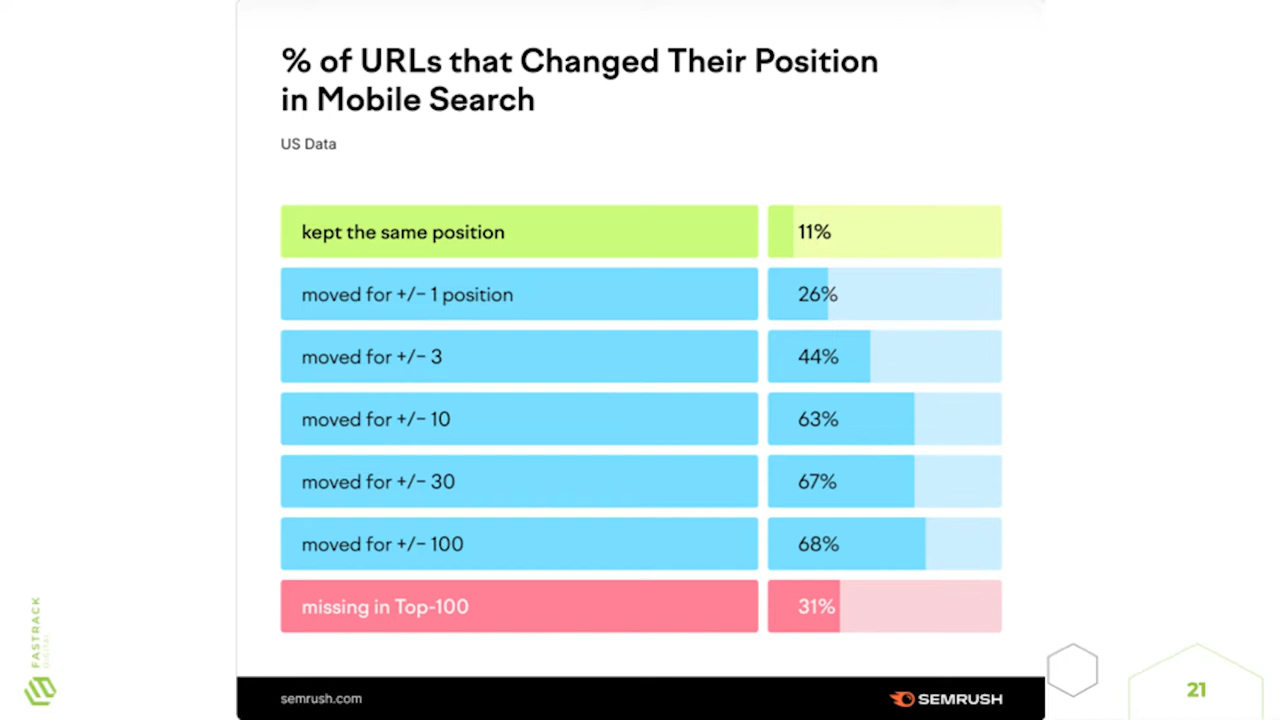 % of URLs that Changed Their Position
in Mobile Search
US Data
kept the same position 11%
moved for +/− 1 position 26%
moved for +/− 3 44%
moved for +/− 10 63%
moved for +/− 30 67%
moved for +/− 100 68%
missing in Top-100 31%
semrush.com SEMRUSH
FASTRACK
DIGITAL
21